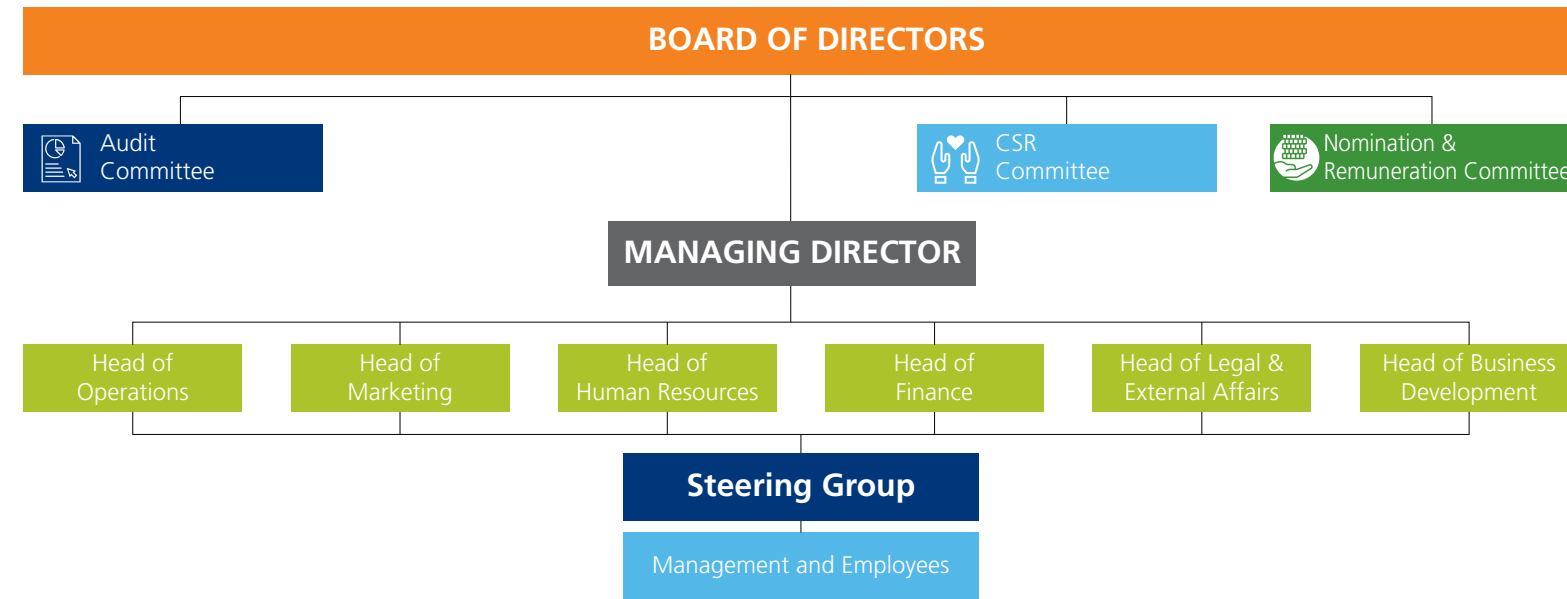 BOARD OF DIRECTORS
Audit
Committee
CSR
Committee
Nomination &
Remuneration Committee
MANAGING DIRECTOR
Head of
Operations
Head of
Marketing
Head of
Human Resources
Head of
Finance
Head of Legal &
External Affairs
Head of Business
Development
Steering Group
Management and Employees